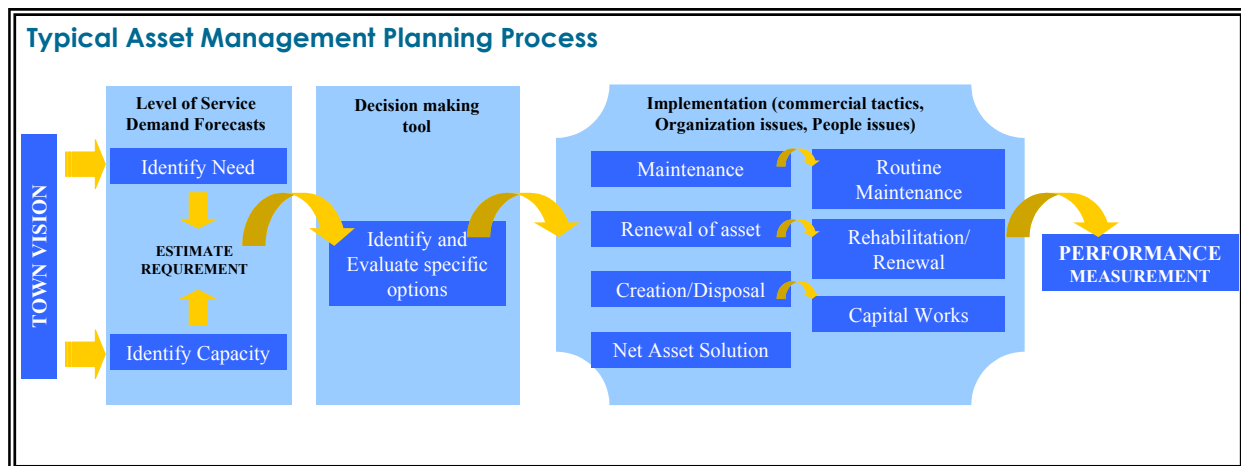 Typical Asset Management Planning Process
TOWN VISION
Level of Service
Demand Forecasts
Identify Need
ESTIMATE
REQUREMENT
Identify Capacity
Decision making
tool
Identify and
Evaluate specific
options
Implementation (commercial tactics,
Organization issues, People issues)
Maintenance
Routine
Maintenance
Renewal of asset
Rehabilitation/
Renewal
Creation/Disposal
Capital Works
Net Asset Solution
PERFORMANCE
MEASUREMENT